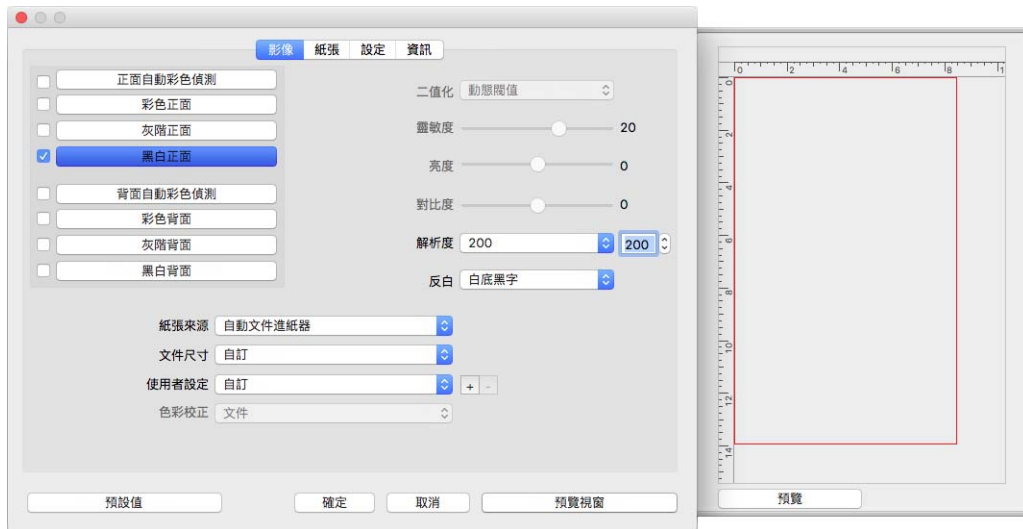 影像 紙張 設定 資訊
正面自動彩色偵測
彩色正面
灰階正面
黑白正面
背面自動彩色偵測
彩色背面
灰階背面
黑白背面
二值化 動態閥值
靈敏度 20
亮度 0
對比度 0
解析度 200 200
反白 白底黑字
紙張來源 自動文件進紙器
文件尺寸 自訂
使用者設定 自訂 + -
色彩校正 文件
預設值 確定 取消 預覽視窗
0 2 4 6 8 1
0
2
4
6
8
10
12
14
預覽